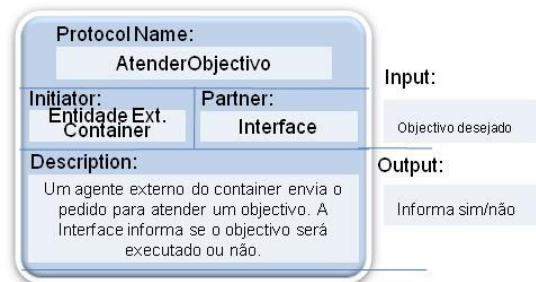 Protocol Name:
AtenderObjectivo
Initiator:
Entidade Ext.
Container
Partner:
Interface
Description:
Um agente externo do container envia o
pedido para atender um objectivo. A
Interface informa se o objectivo será
executado ou não.
Input:
Objectivo desejado
Output:
Informa sim/não